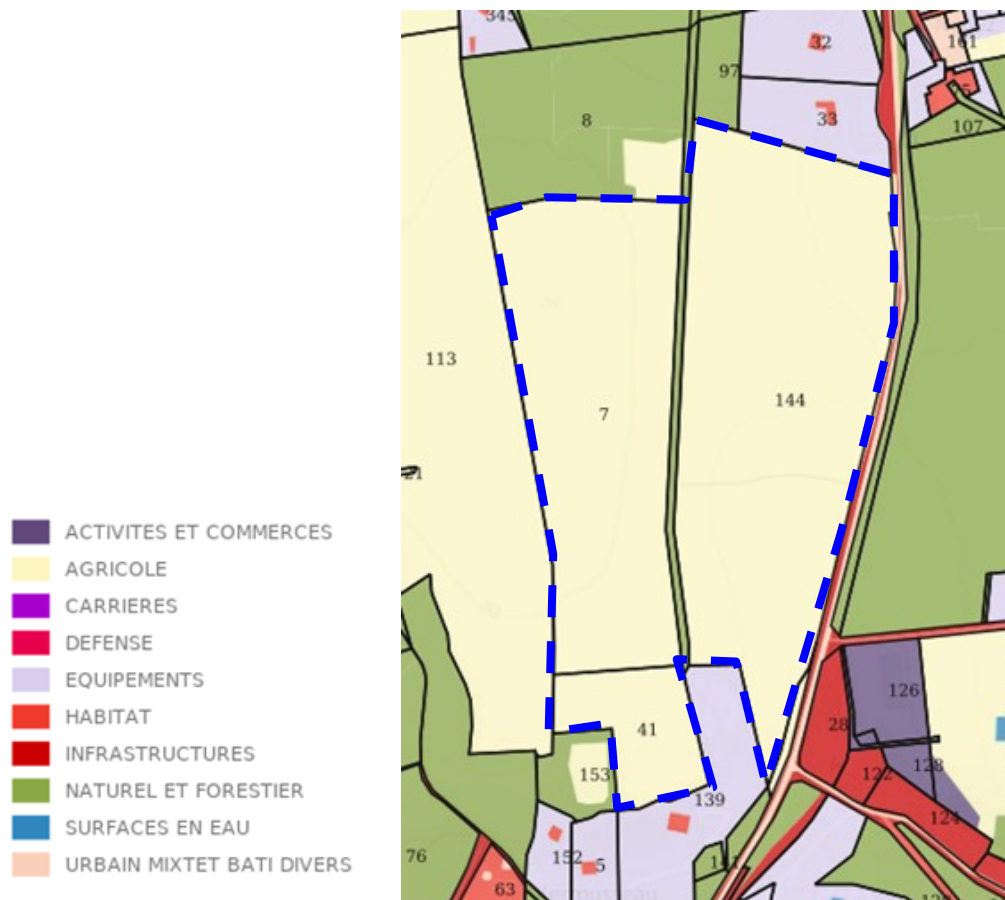 345
32
161
97
8
33
107
113
7
144
21
126
41
28
153
128
122
139
124
76
152
5
63
ACTIVITES ET COMMERCES
AGRICOLE
CARRIERES
DEFENSE
EQUIPEMENTS
HABITAT
INFRASTRUCTURES
NATUREL ET FORESTIER
SURFACES EN EAU
URBAIN MIXTET BATI DIVERS